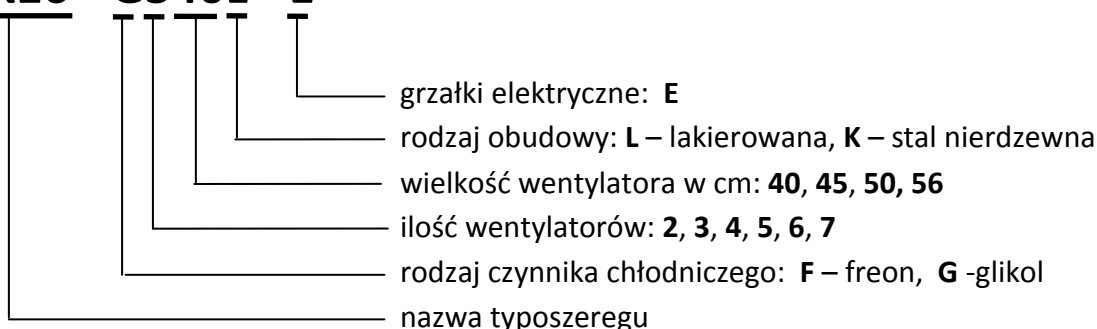 grzałki elektryczne: E
rodzaj obudowy: L – lakierowana, K – stal nierdzewna
wielkość wentylatora w cm: 40, 45, 50, 56
ilość wentylatorów: 2, 3, 4, 5, 6, 7
rodzaj czynnika chłodniczego: F – freon, G -glikol
nazwa typoszeregu